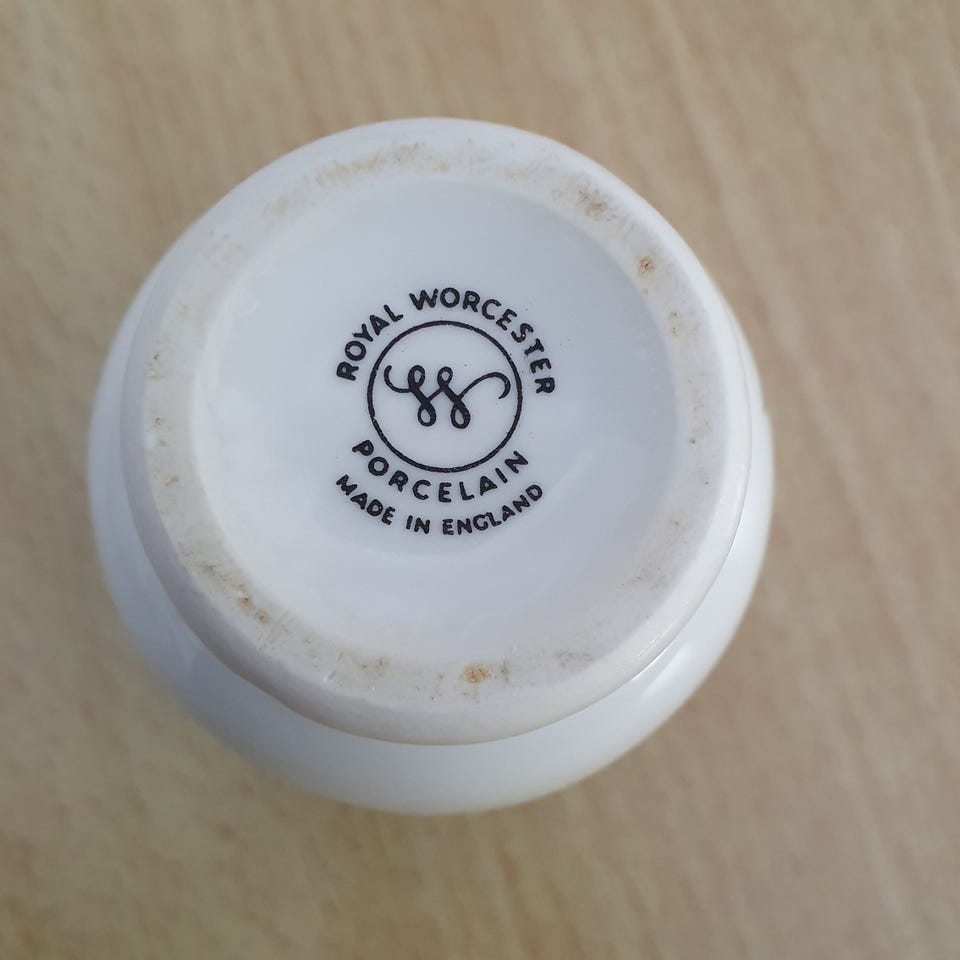 ROYAL WORCESTER
W
PORCELAIN
MADE IN ENGLAND